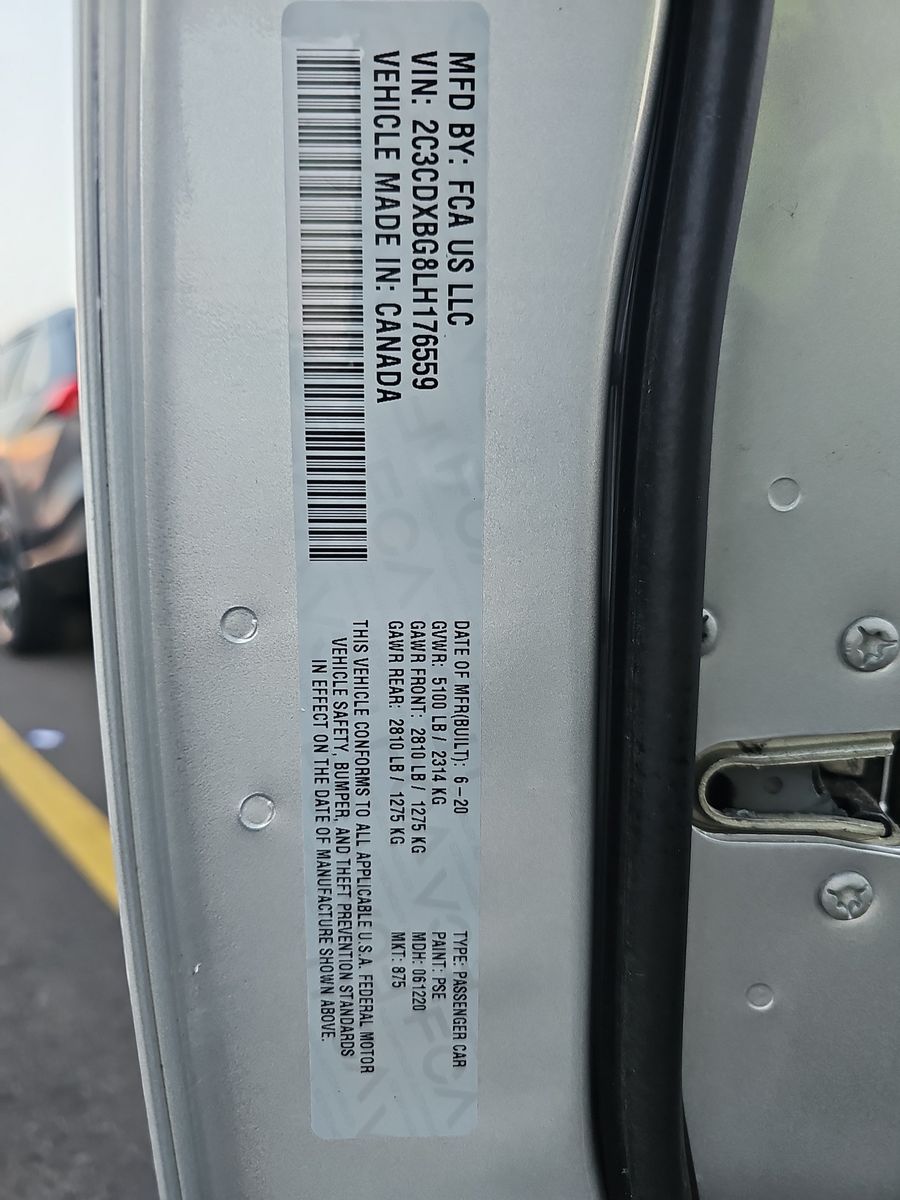 MFD BY: FCA US LLC
VIN: 2C3CDXBG8LH176559
VEHICLE MADE IN: CANADA
DATE OF MFR(BUILT): 6-20
GVWR: 5100 LB / 2314 KG
GAWR FRONT: 2810 LB / 1275 KG
GAWR REAR: 2810 LB / 1275 KG
TYPE: PASSENGER CAR
PAINT: PSE
MDH: 061220
MKT: 875
THIS VEHICLE CONFORMS TO ALL APPLICABLE U.S.A. FEDERAL MOTOR
VEHICLE SAFETY, BUMPER, AND THEFT PREVENTION STANDARDS
IN EFFECT ON THE DATE OF MANUFACTURE SHOWN ABOVE.